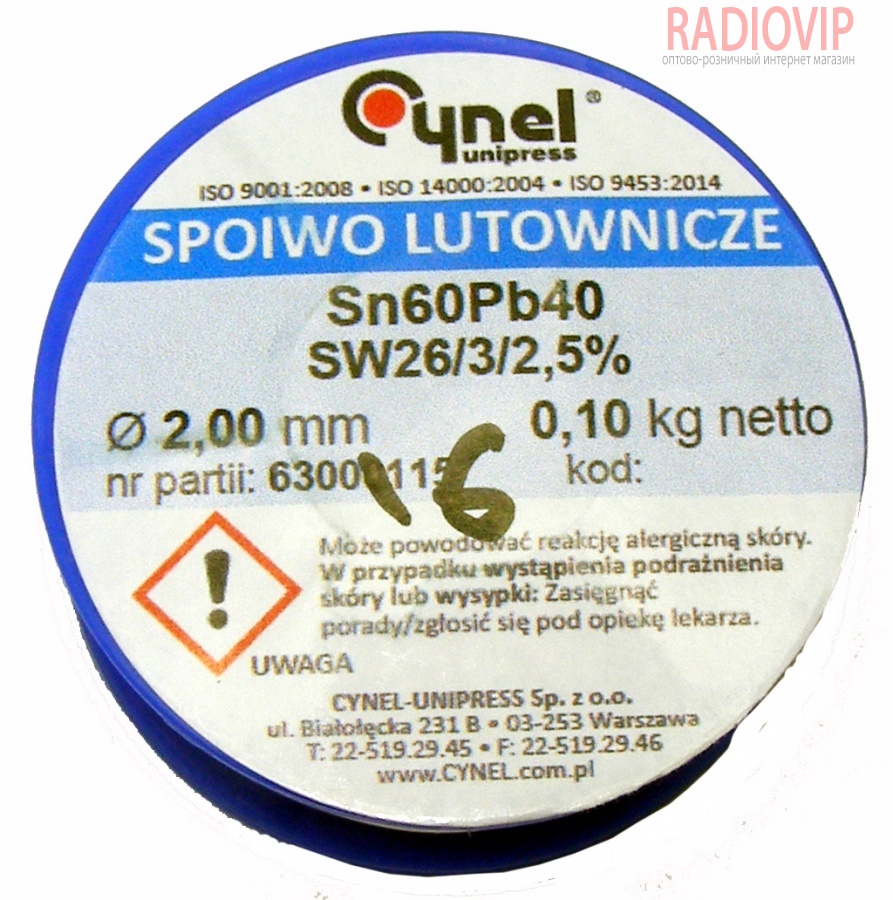 RADIOVIP
оптово-розничный интернет магазин
Cynel®
unipress
ISO 9001:2008 • ISO 14000:2004 • ISO 9453:2014
SPOIWO LUTOWNICZE
Sn60Pb40
SW26/3/2,5%
Ø 2,00 mm 0,10 kg netto
nr partii: kod:
16
Może powodować reakcję alergiczną skóry.
W przypadku wystąpienia podrażnienia
skóry lub wysypki: Zasięgnąć
porady/zgłosić się pod opiekę lekarza.
UWAGA
CYNEL-UNIPRESS Sp. z o.o.
ul. Białołęcka 231 B • 03-253 Warszawa
T: 22-519.29.45 • F: 22-519.29.46
www.CYNEL.com.pl